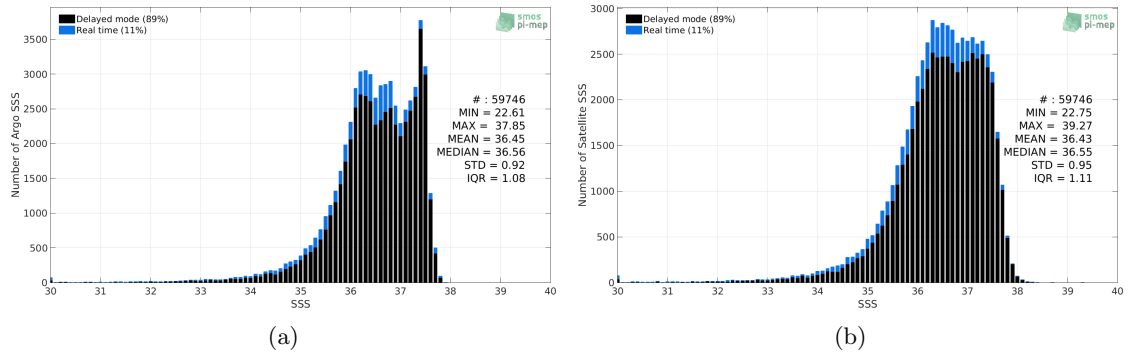 Delayed mode (89%)
Real time (11%)
smos
pi-mep
3500
3000
2500
2000
1500
1000
500
0
Number of Argo SSS
# : 59746
MIN = 22.61
MAX = 37.85
MEAN = 36.45
MEDIAN = 36.56
STD = 0.92
IQR = 1.08
30 31 32 33 34 35 36 37 38 39 40
SSS
(a)
Delayed mode (89%)
Real time (11%)
smos
pi-mep
3000
2500
2000
1500
1000
500
0
Number of Satellite SSS
# : 59746
MIN = 22.75
MAX = 39.27
MEAN = 36.43
MEDIAN = 36.55
STD = 0.95
IQR = 1.11
30 31 32 33 34 35 36 37 38 39 40
SSS
(b)